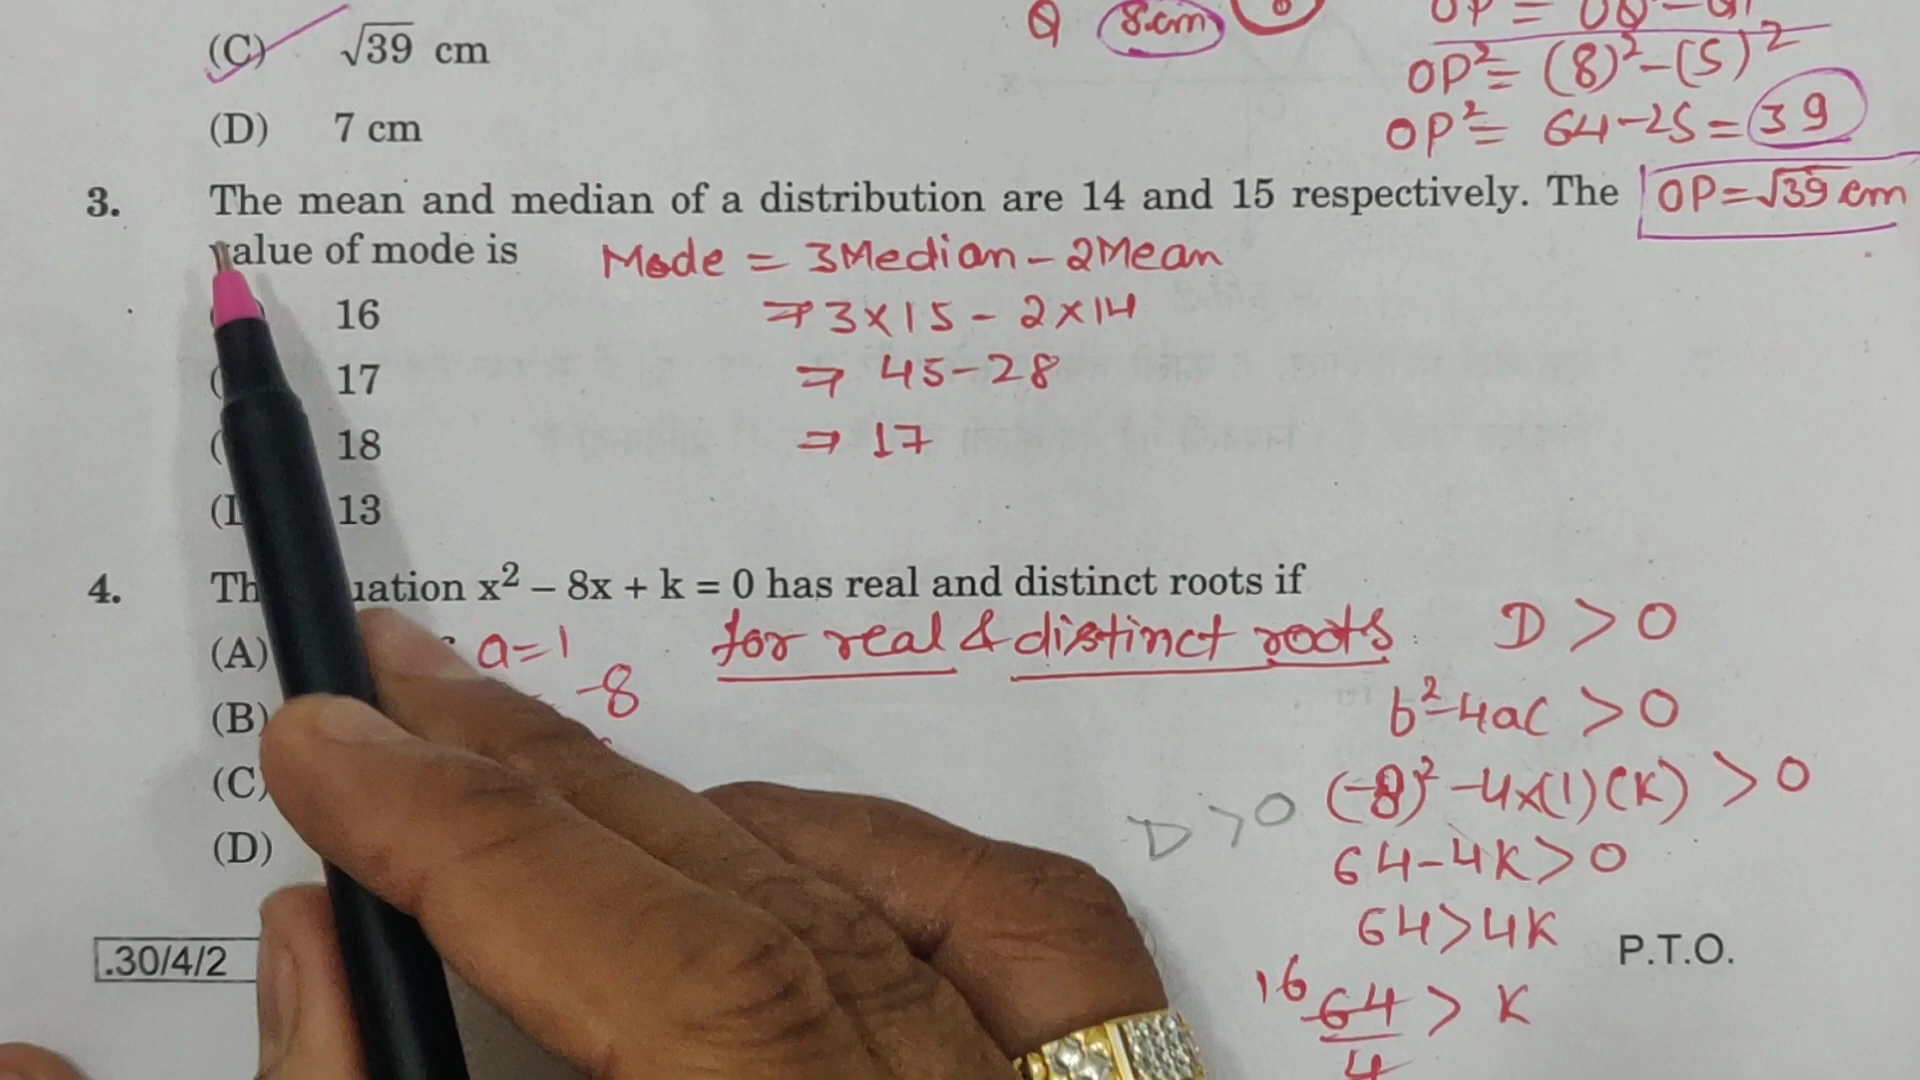 (C) √39 cm
(D) 7 cm
Q 8cm
OP² = (8)² - (5)²
OP² = 64 - 25 = 39
OP = √39 cm
3. The mean and median of a distribution are 14 and 15 respectively. The
value of mode is
16
17
18
13
Mode = 3Median - 2Mean
⇒ 3 × 15 - 2 × 14
⇒ 45 - 28
⇒ 17
4. x² – 8x + k = 0 has real and distinct roots if
(A)
(B)
(C)
(D)
a = 1
-8
for real & distinct roots D > 0
b² - 4ac > 0
(-8)² - 4×(1)(K) > 0
D > 0
64 - 4K > 0
64 > 4K
16
64/4 > K
.30/4/2
P.T.O.